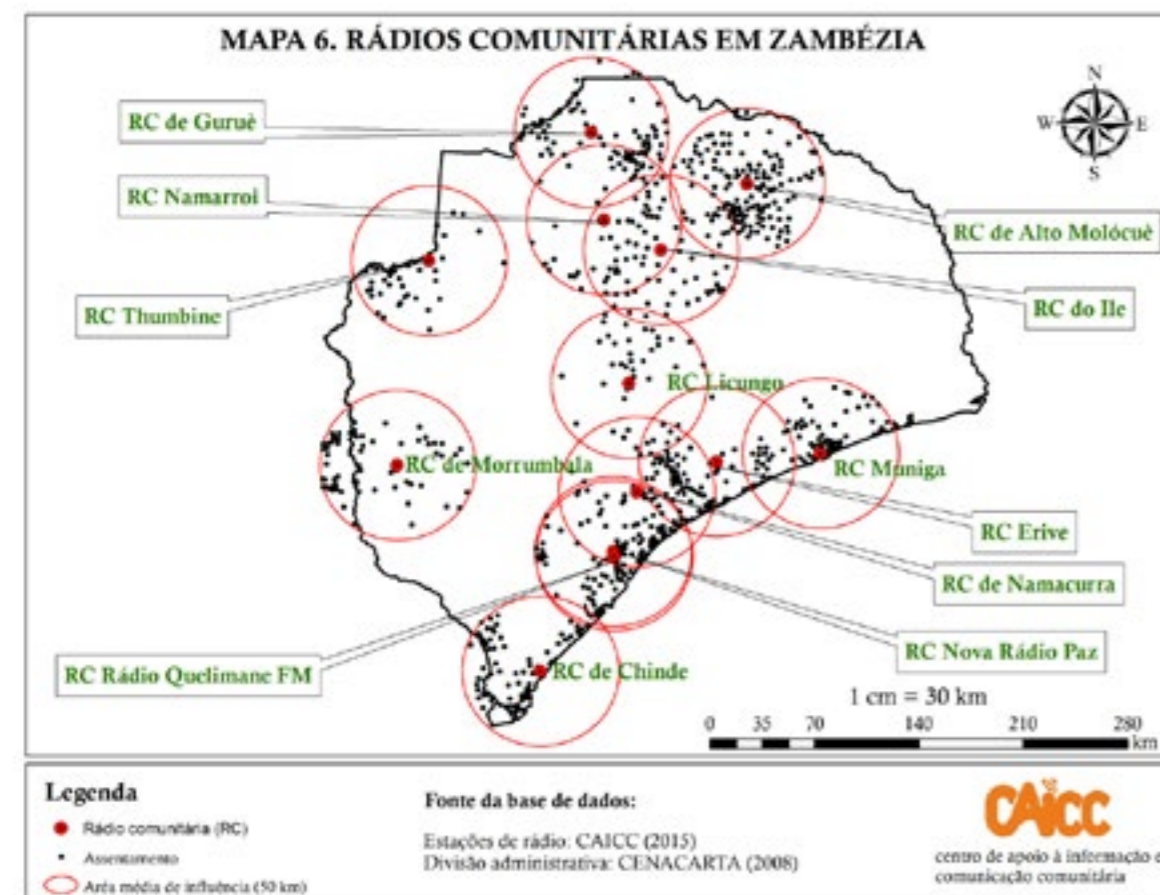 MAPA 6. RÁDIOS COMUNITÁRIAS EM ZAMBÉZIA
N
W E
S
RC de Guruè
RC Namarroi
RC de Alto Molócuè
RC do Ile
RC Thumbine
RC Licungo
RC de Morrumbala
RC Muniga
RC Erive
RC de Namacurra
RC Nova Rádio Paz
RC Rádio Quelimane FM
RC de Chinde
1 cm = 30 km
0 35 70 140 210 280
km
Legenda
Rádio comunitária (RC)
Assentamento
Aréa média de influência (50 km)
Fonte da base de dados:
Estações de rádio: CAICC (2015)
Divisão administrativa: CENACARTA (2008)
CAiCC
centro de apoio à informação e
comunicação comunitária